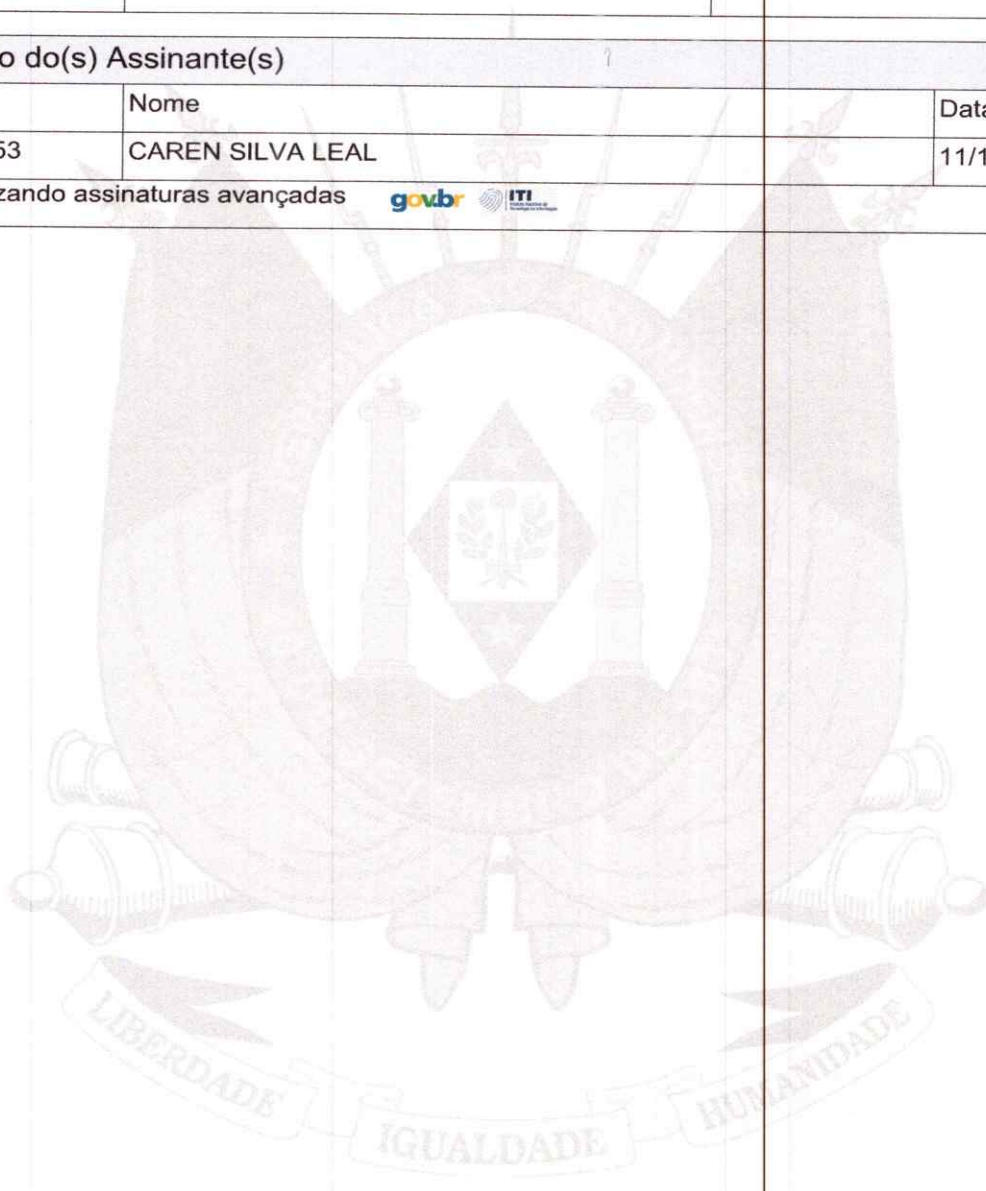 o do(s) Assinante(s)
Nome
Data
53
CAREN SILVA LEAL
11/1
zando assinaturas avançadas gov.br ITI
LIBERDADE
IGUALDADE
HUMANIDADE